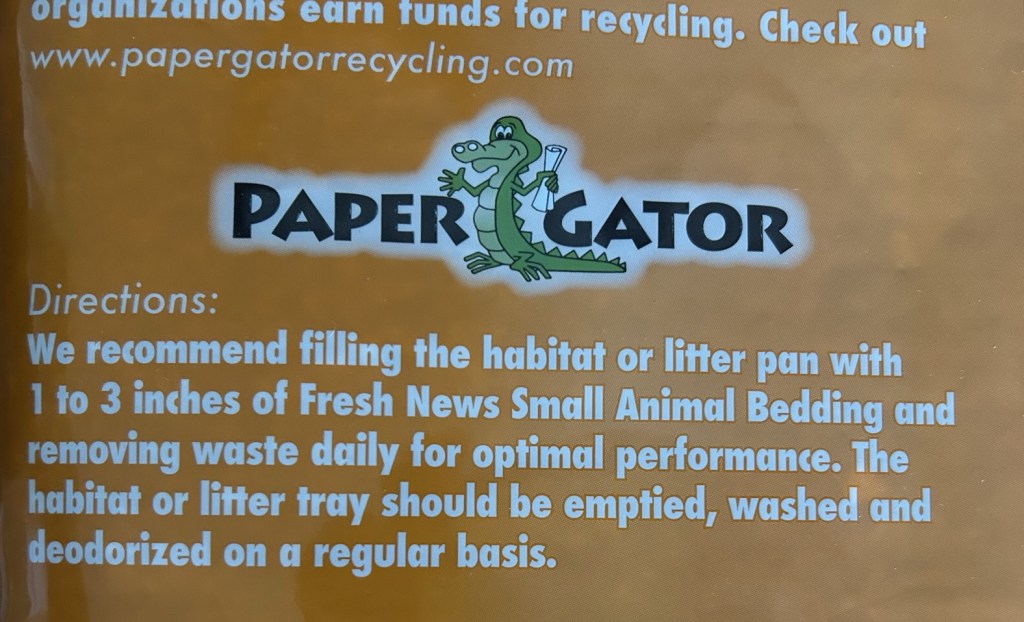 organizations earn funds for recycling. Check out
www.papergatorrecycling.com
PAPER GATOR
Directions:
We recommend filling the habitat or litter pan with
1 to 3 inches of Fresh News Small Animal Bedding and
removing waste daily for optimal performance. The
habitat or litter tray should be emptied, washed and
deodorized on a regular basis.